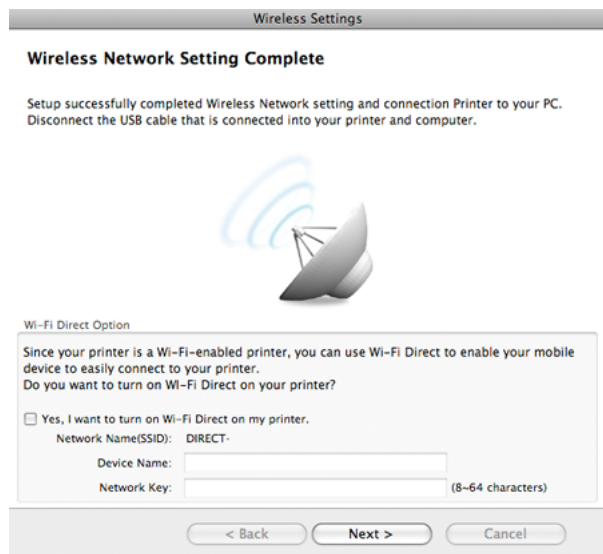 Wireless Settings
Wireless Network Setting Complete
Setup successfully completed Wireless Network setting and connection Printer to your PC.
Disconnect the USB cable that is connected into your printer and computer.
Wi-Fi Direct Option
Since your printer is a Wi-Fi-enabled printer, you can use Wi-Fi Direct to enable your mobile
device to easily connect to your printer.
Do you want to turn on WI-Fi Direct on your printer?
Yes, I want to turn on Wi-Fi Direct on my printer.
Network Name(SSID): DIRECT-
Device Name:
Network Key: (8~64 characters)
< Back Next > Cancel